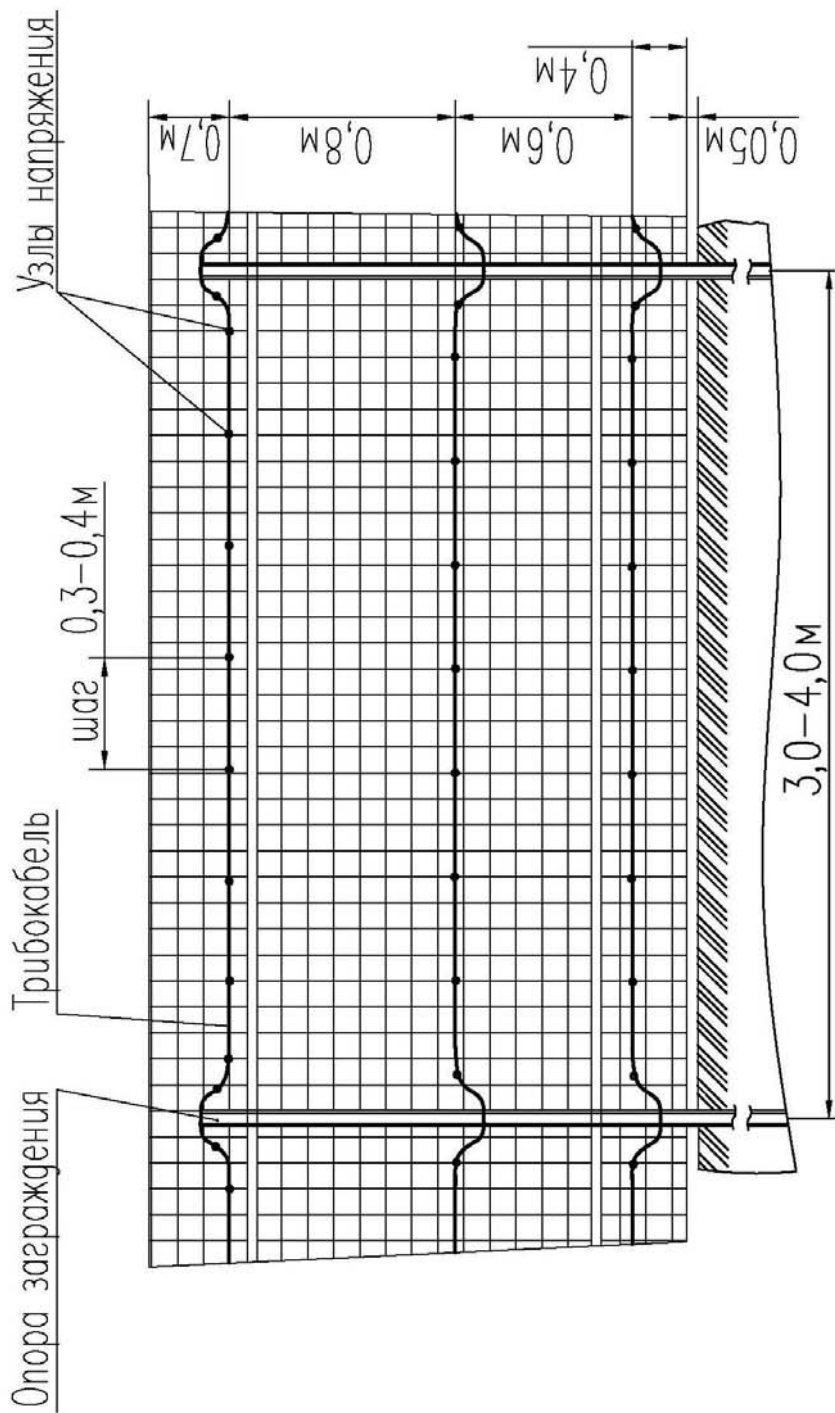 Опора заграждения
Трибокабель
шаг 0,3–0,4м
Узлы напряжения
0,7м
0,8м
0,6м
0,4м
0,05м
3,0–4,0м